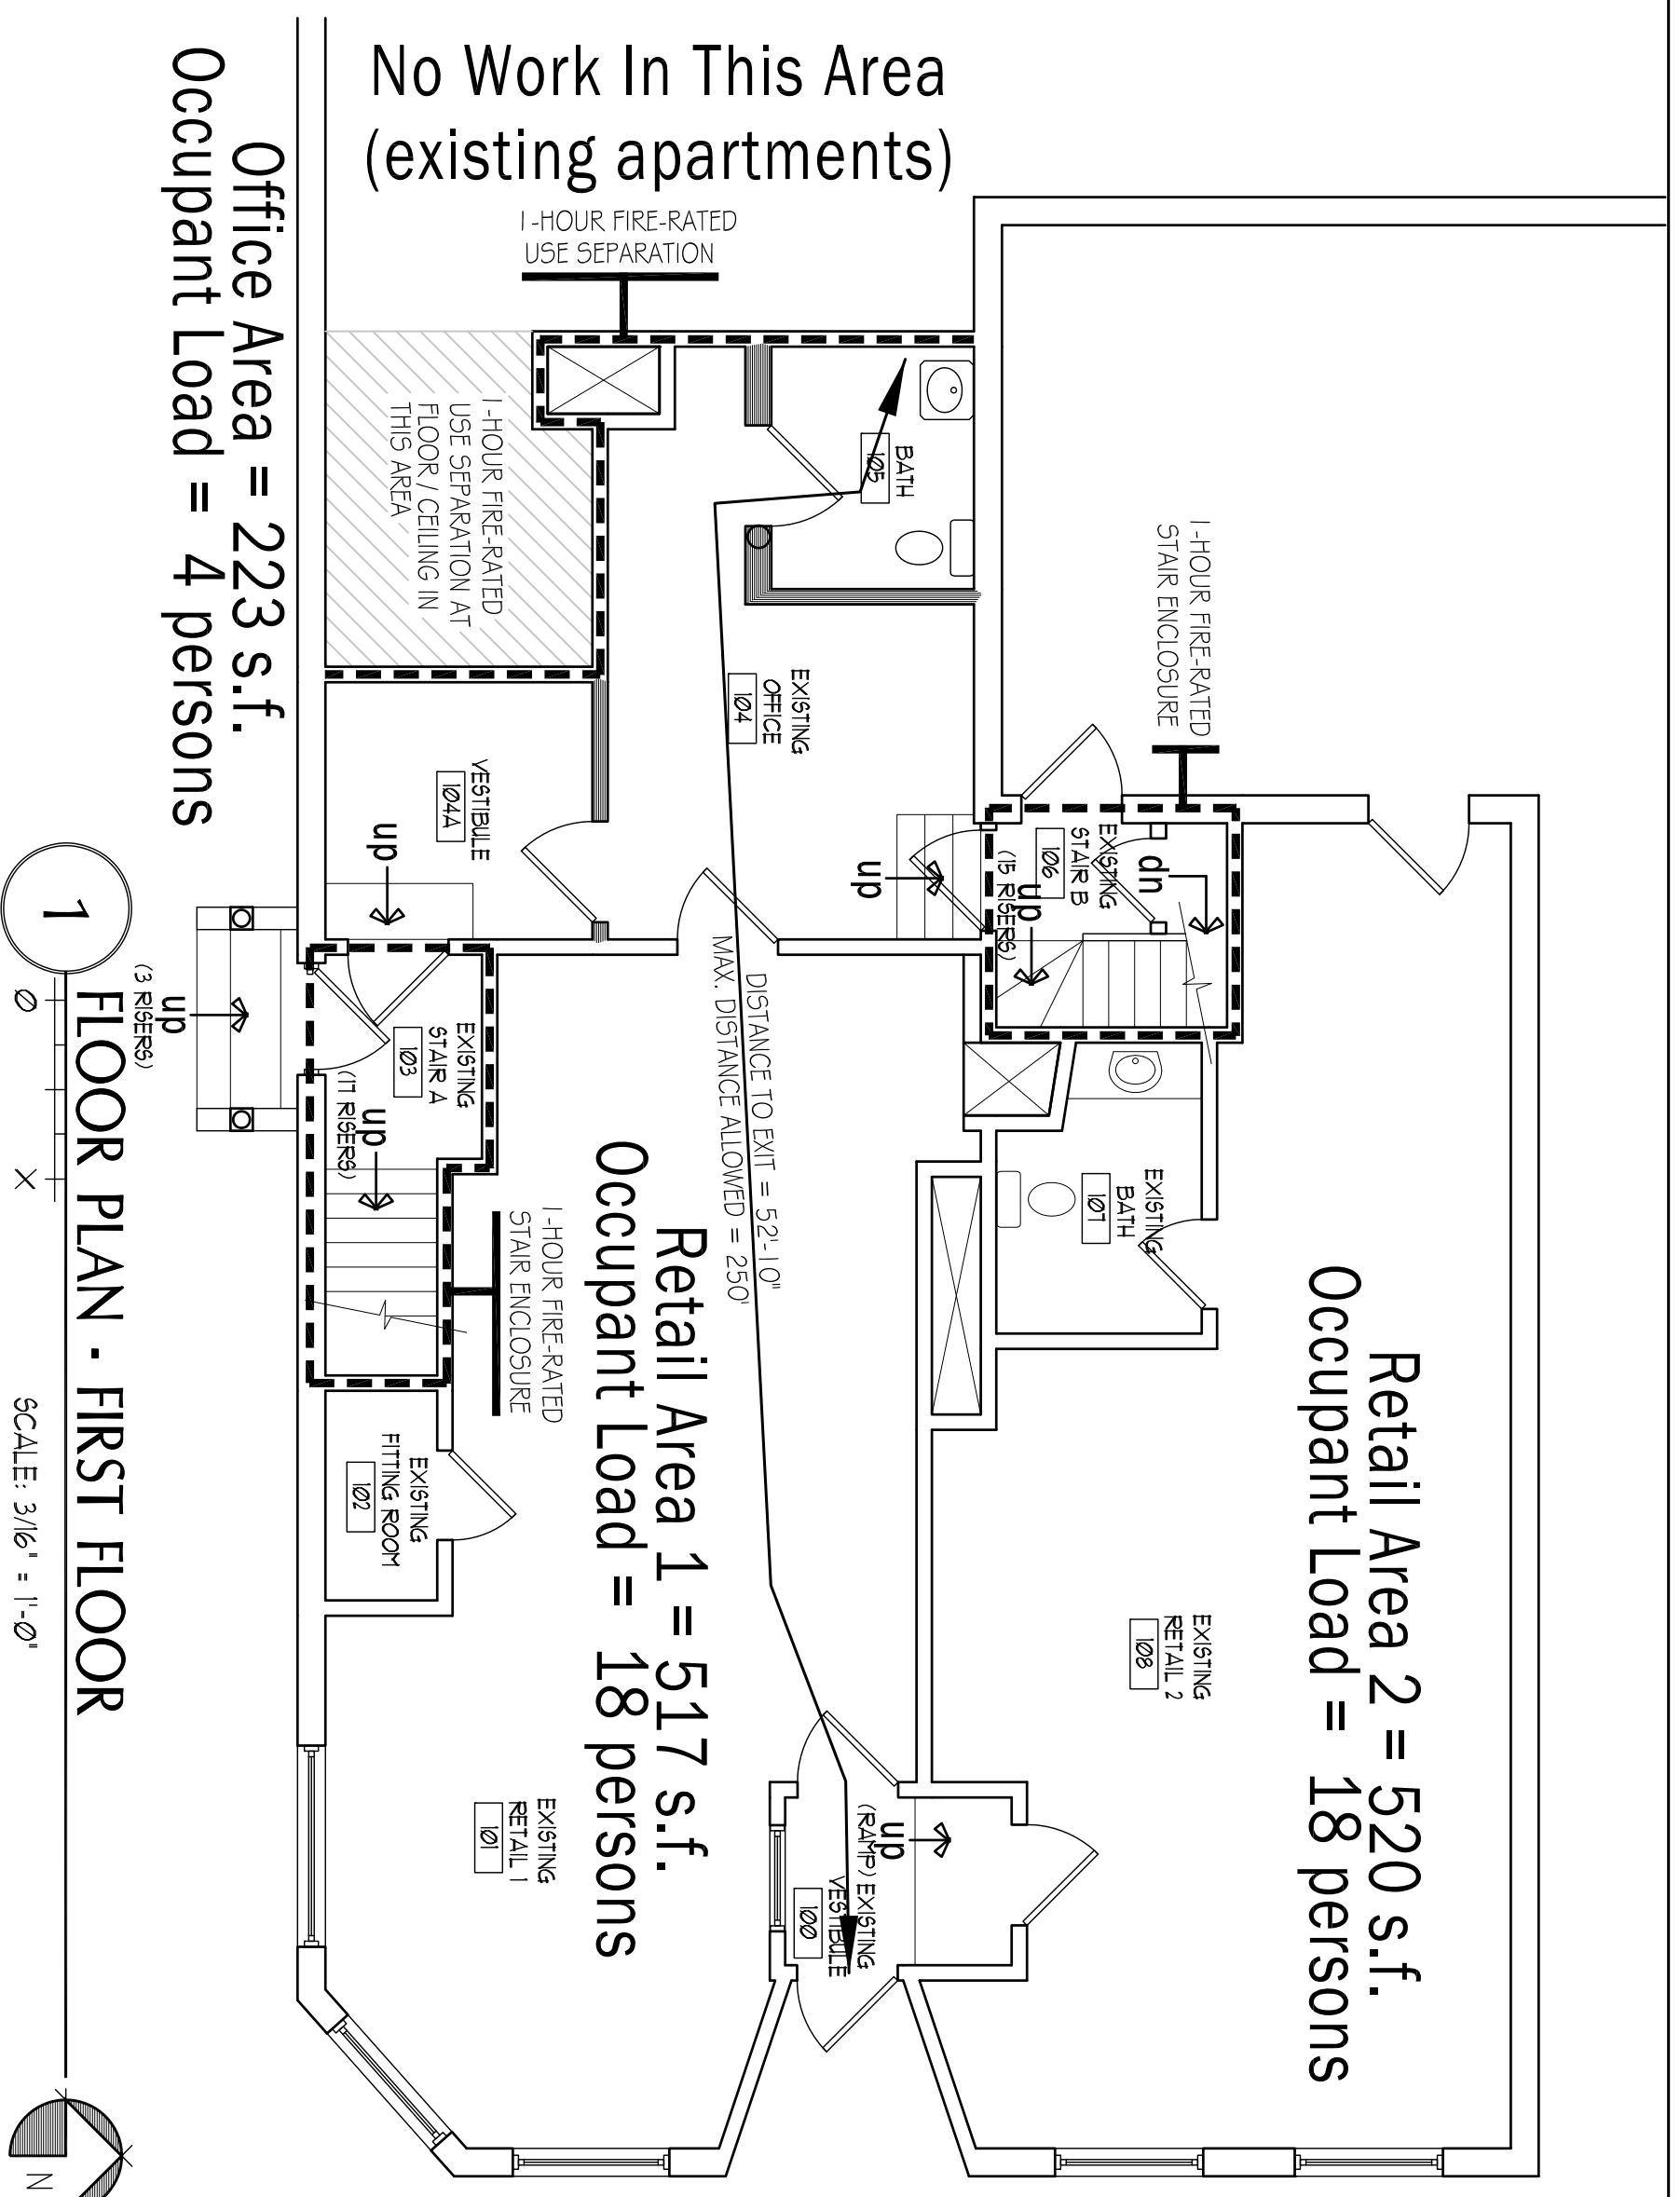 No Work In This Area
(existing apartments)
1-HOUR FIRE-RATED
USE SEPARATION
Office Area = 223 s.f.
Occupant Load = 4 persons
1-HOUR FIRE-RATED
USE SEPARATION AT
FLOOR / CEILING IN
THIS AREA
BATH
105
1-HOUR FIRE-RATED
STAIR ENCLOSURE
EXISTING
OFFICE
104
VESTIBULE
104A
up
up
EXISTING
STAIR B
106
dn
up
(15 RISERS)
DISTANCE TO EXIT = 52'-10"
MAX. DISTANCE ALLOWED = 250'
EXISTING
STAIR A
103
up
(17 RISERS)
up
(3 RISERS)
EXISTING
BATH
107
1-HOUR FIRE-RATED
STAIR ENCLOSURE
Retail Area 1 = 517 s.f.
Occupant Load = 18 persons
Retail Area 2 = 520 s.f.
Occupant Load = 18 persons
EXISTING
FITTING ROOM
102
EXISTING
RETAIL 2
108
EXISTING
RETAIL 1
101
up
(RAMP) EXISTING
VESTIBULE
100
1
FLOOR PLAN · FIRST FLOOR
0 X
SCALE: 3/16" = 1'-0"
N